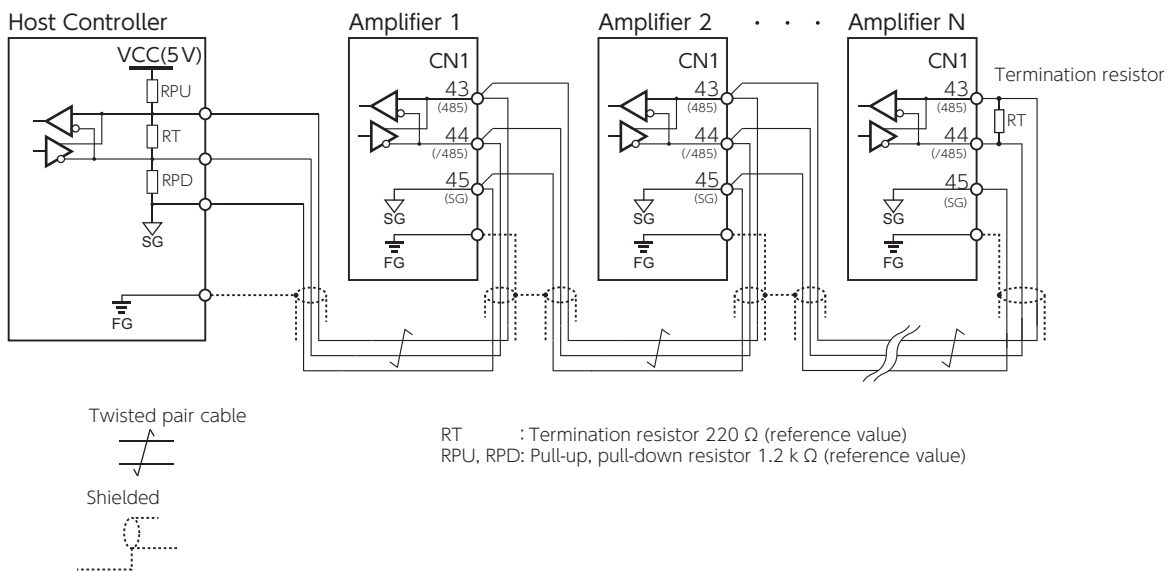 Host Controller
VCC(5 V)
RPU
RT
RPD
SG
FG
Amplifier 1
CN1
43
(485)
44
(/485)
45
(SG)
SG
FG
Amplifier 2
CN1
43
(485)
44
(/485)
45
(SG)
SG
FG
· · ·
Amplifier N
CN1
43
(485)
44
(/485)
45
(SG)
SG
FG
Termination resistor
RT
Twisted pair cable
Shielded
RT : Termination resistor 220 Ω (reference value)
RPU, RPD: Pull-up, pull-down resistor 1.2 k Ω (reference value)